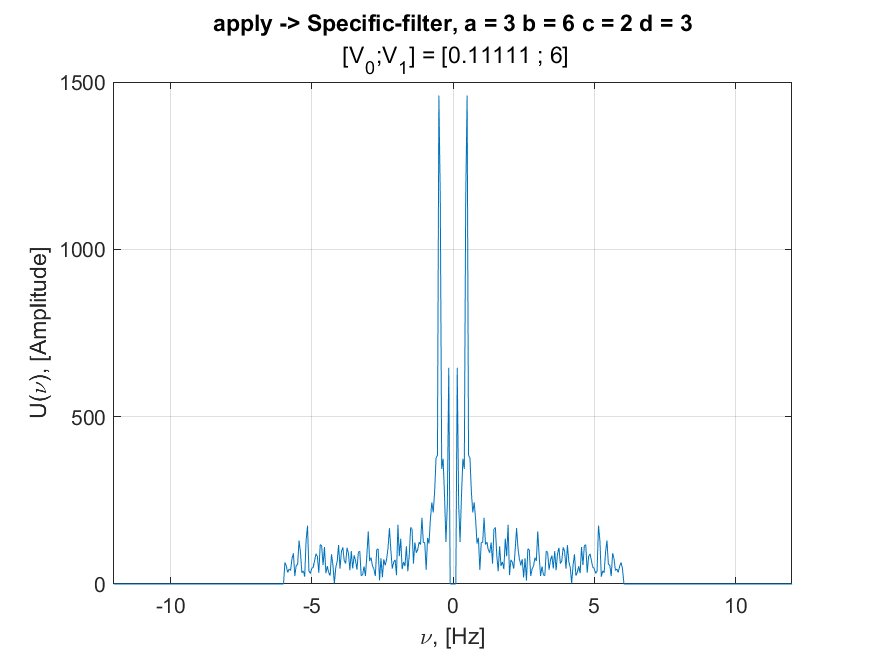 apply -> Specific-filter, a = 3 b = 6 c = 2 d = 3
[V₀;V₁] = [0.11111 ; 6]
1500
1000
500
0
U(ν), [Amplitude]
-10 -5 0 5 10
ν, [Hz]